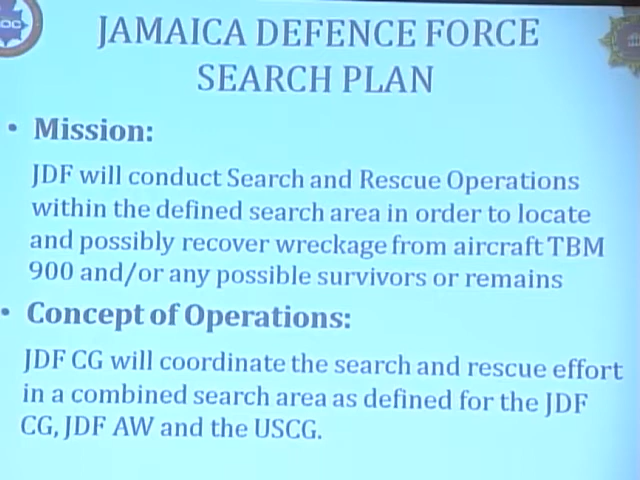 OC
JAMAICA DEFENCE FORCE
SEARCH PLAN
• Mission:
JDF will conduct Search and Rescue Operations
within the defined search area in order to locate
and possibly recover wreckage from aircraft TBM
900 and/or any possible survivors or remains
• Concept of Operations:
JDF CG will coordinate the search and rescue effort
in a combined search area as defined for the JDF
CG, JDF AW and the USCG.